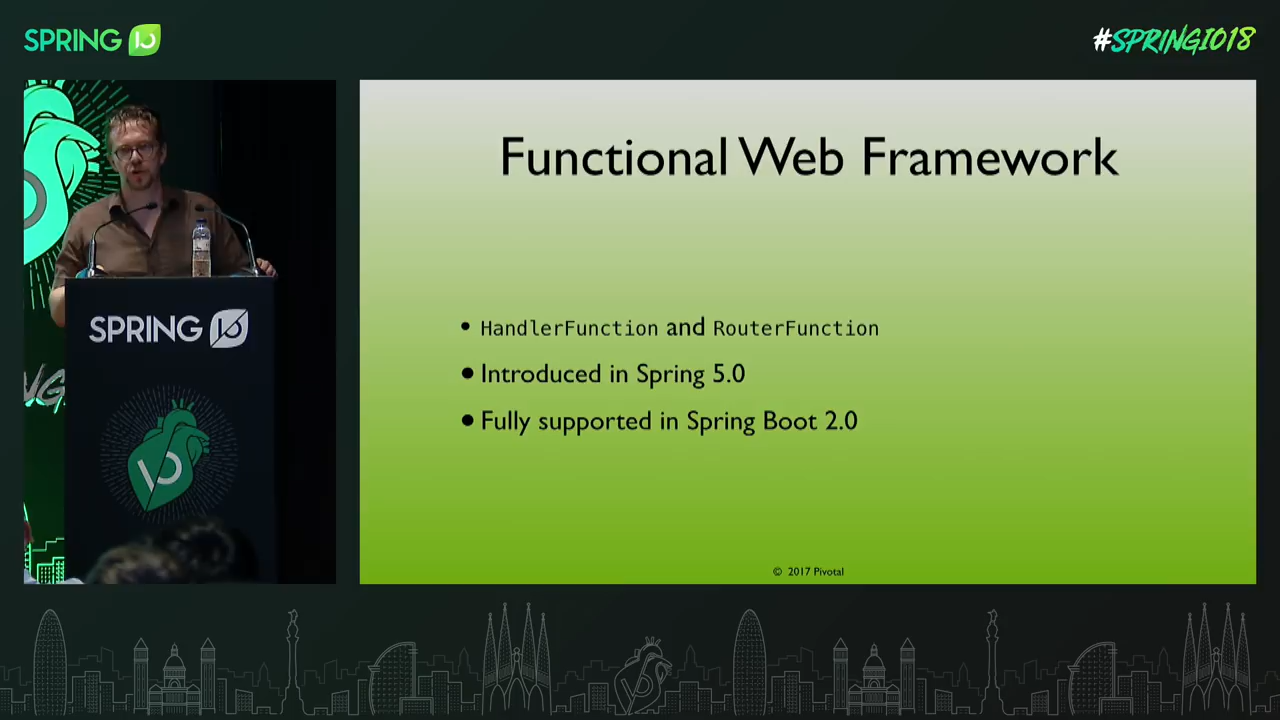 SPRING IO
#SPRINGIO18
SPRING IO
Functional Web Framework
• HandlerFunction and RouterFunction
• Introduced in Spring 5.0
• Fully supported in Spring Boot 2.0
© 2017 Pivotal
IO